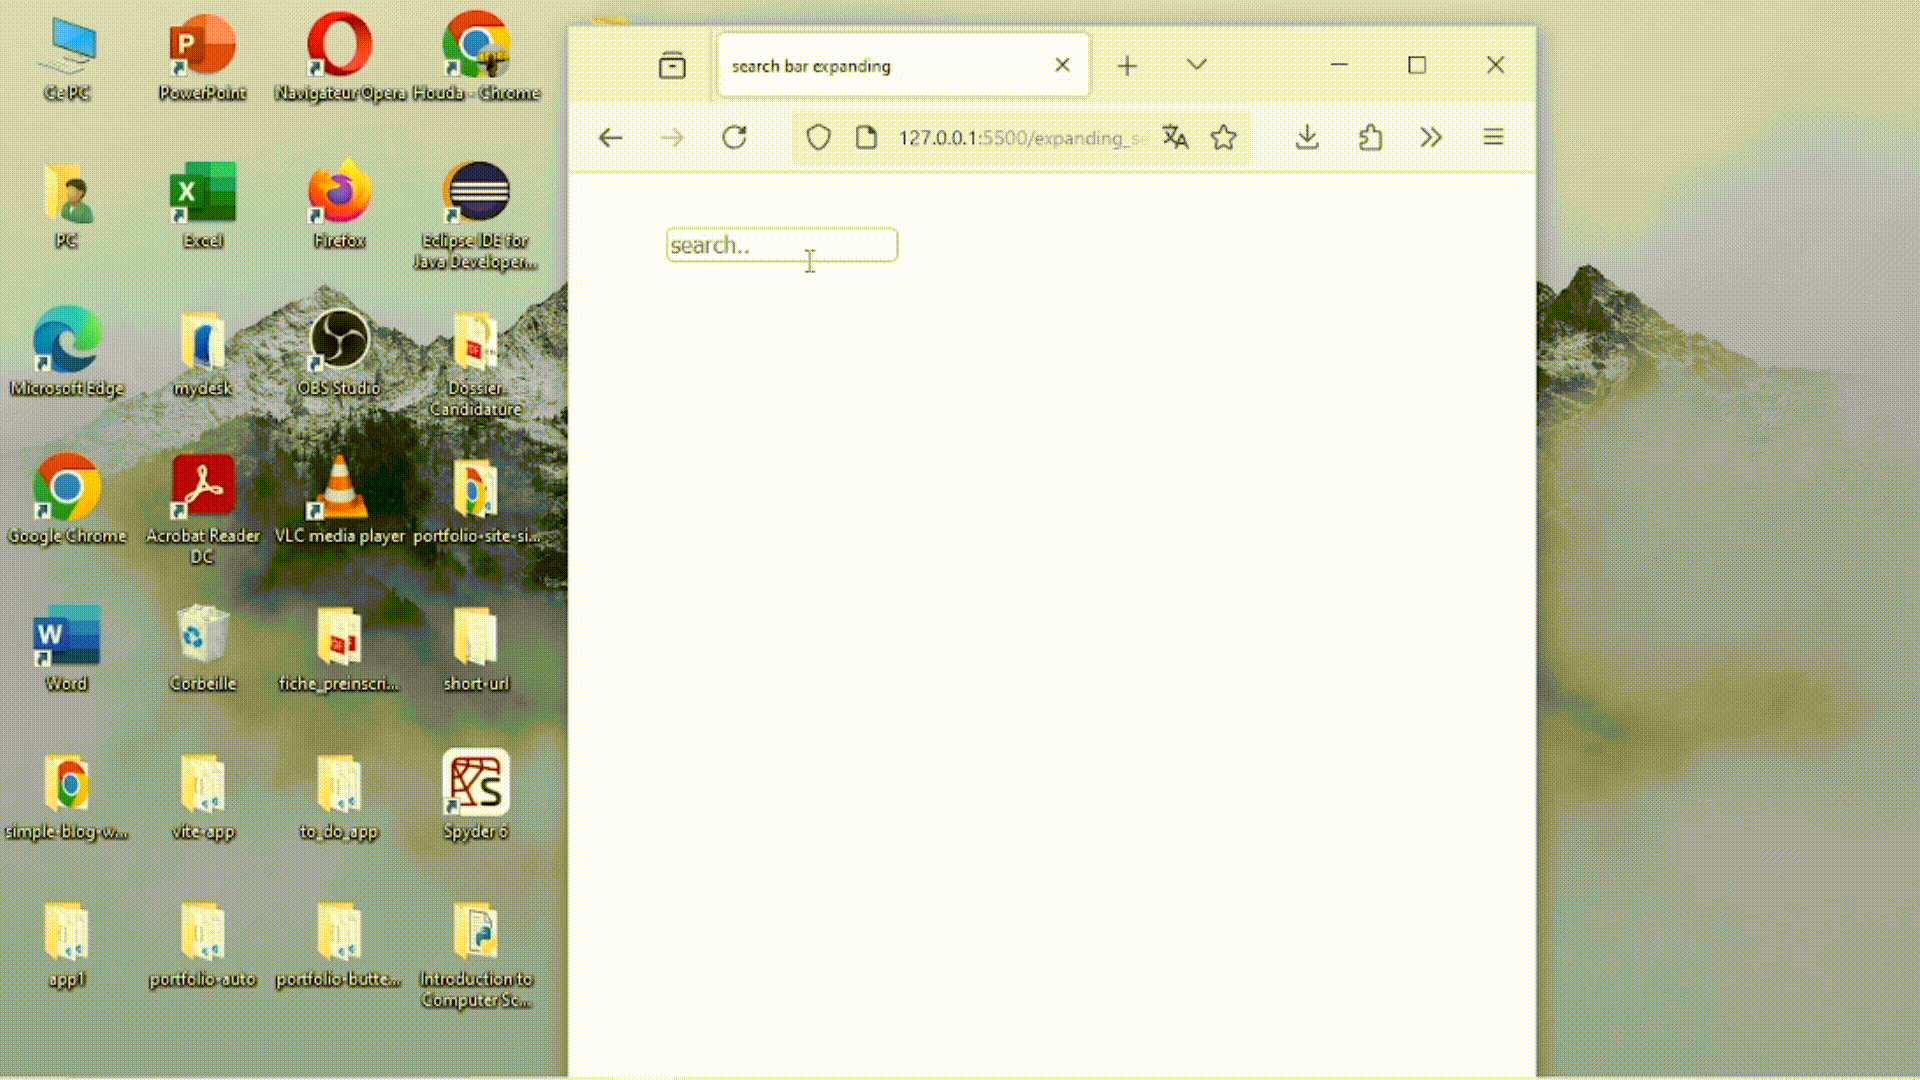 Ce PC
PowerPoint
Navigateur Opera
Houda - Chrome
search bar expanding
127.0.0.1:5500/expanding_se
search..
PC
Excel
Firefox
Eclipse IDE for
Java Developer...
Microsoft Edge
mydesk
OBS Studio
Dossier
Candidature
Google Chrome
Acrobat Reader
DC
VLC media player
portfolio-site-si...
Word
Corbeille
fiche_preinscri...
short-url
simple-blog-w...
vite-app
to_do_app
Spyder 6
app1
portfolio-auto
portfolio-butte...
Introduction to
Computer Sc...